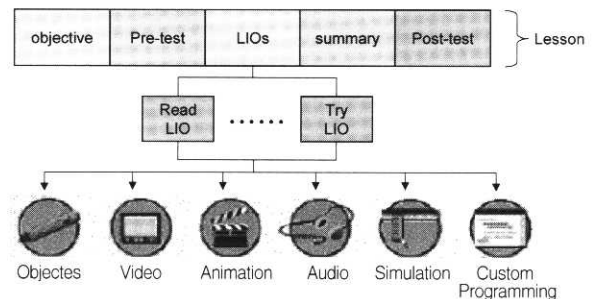 objective Pre-test LIOs summary Post-test Lesson
Read LIO ...... Try LIO
Objectes Video Animation Audio Simulation Custom Programming